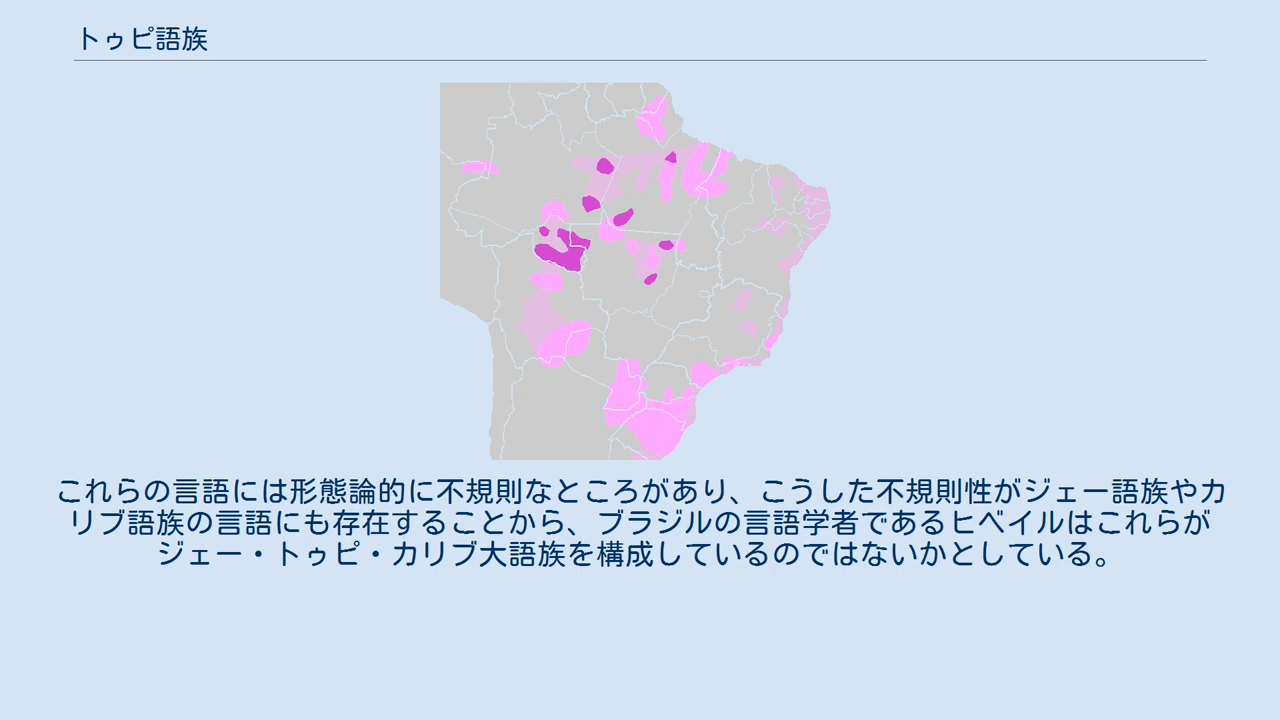 トゥピ語族
これらの言語には形態論的に不規則なところがあり、こうした不規則性がジェー語族やカ
リブ語族の言語にも存在することから、ブラジルの言語学者であるヒベイルはこれらが
ジェー・トゥピ・カリブ大語族を構成しているのではないかとしている。